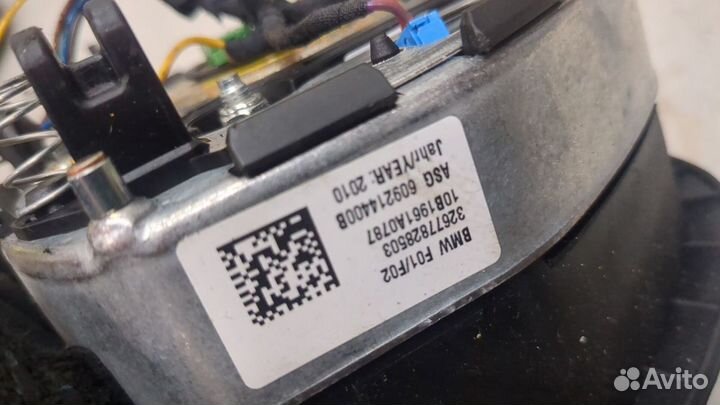 BMW F01/F02
32677828503
10B1961A0787
ASG 609214400B
Jahr/YEAR: 2010
Avito